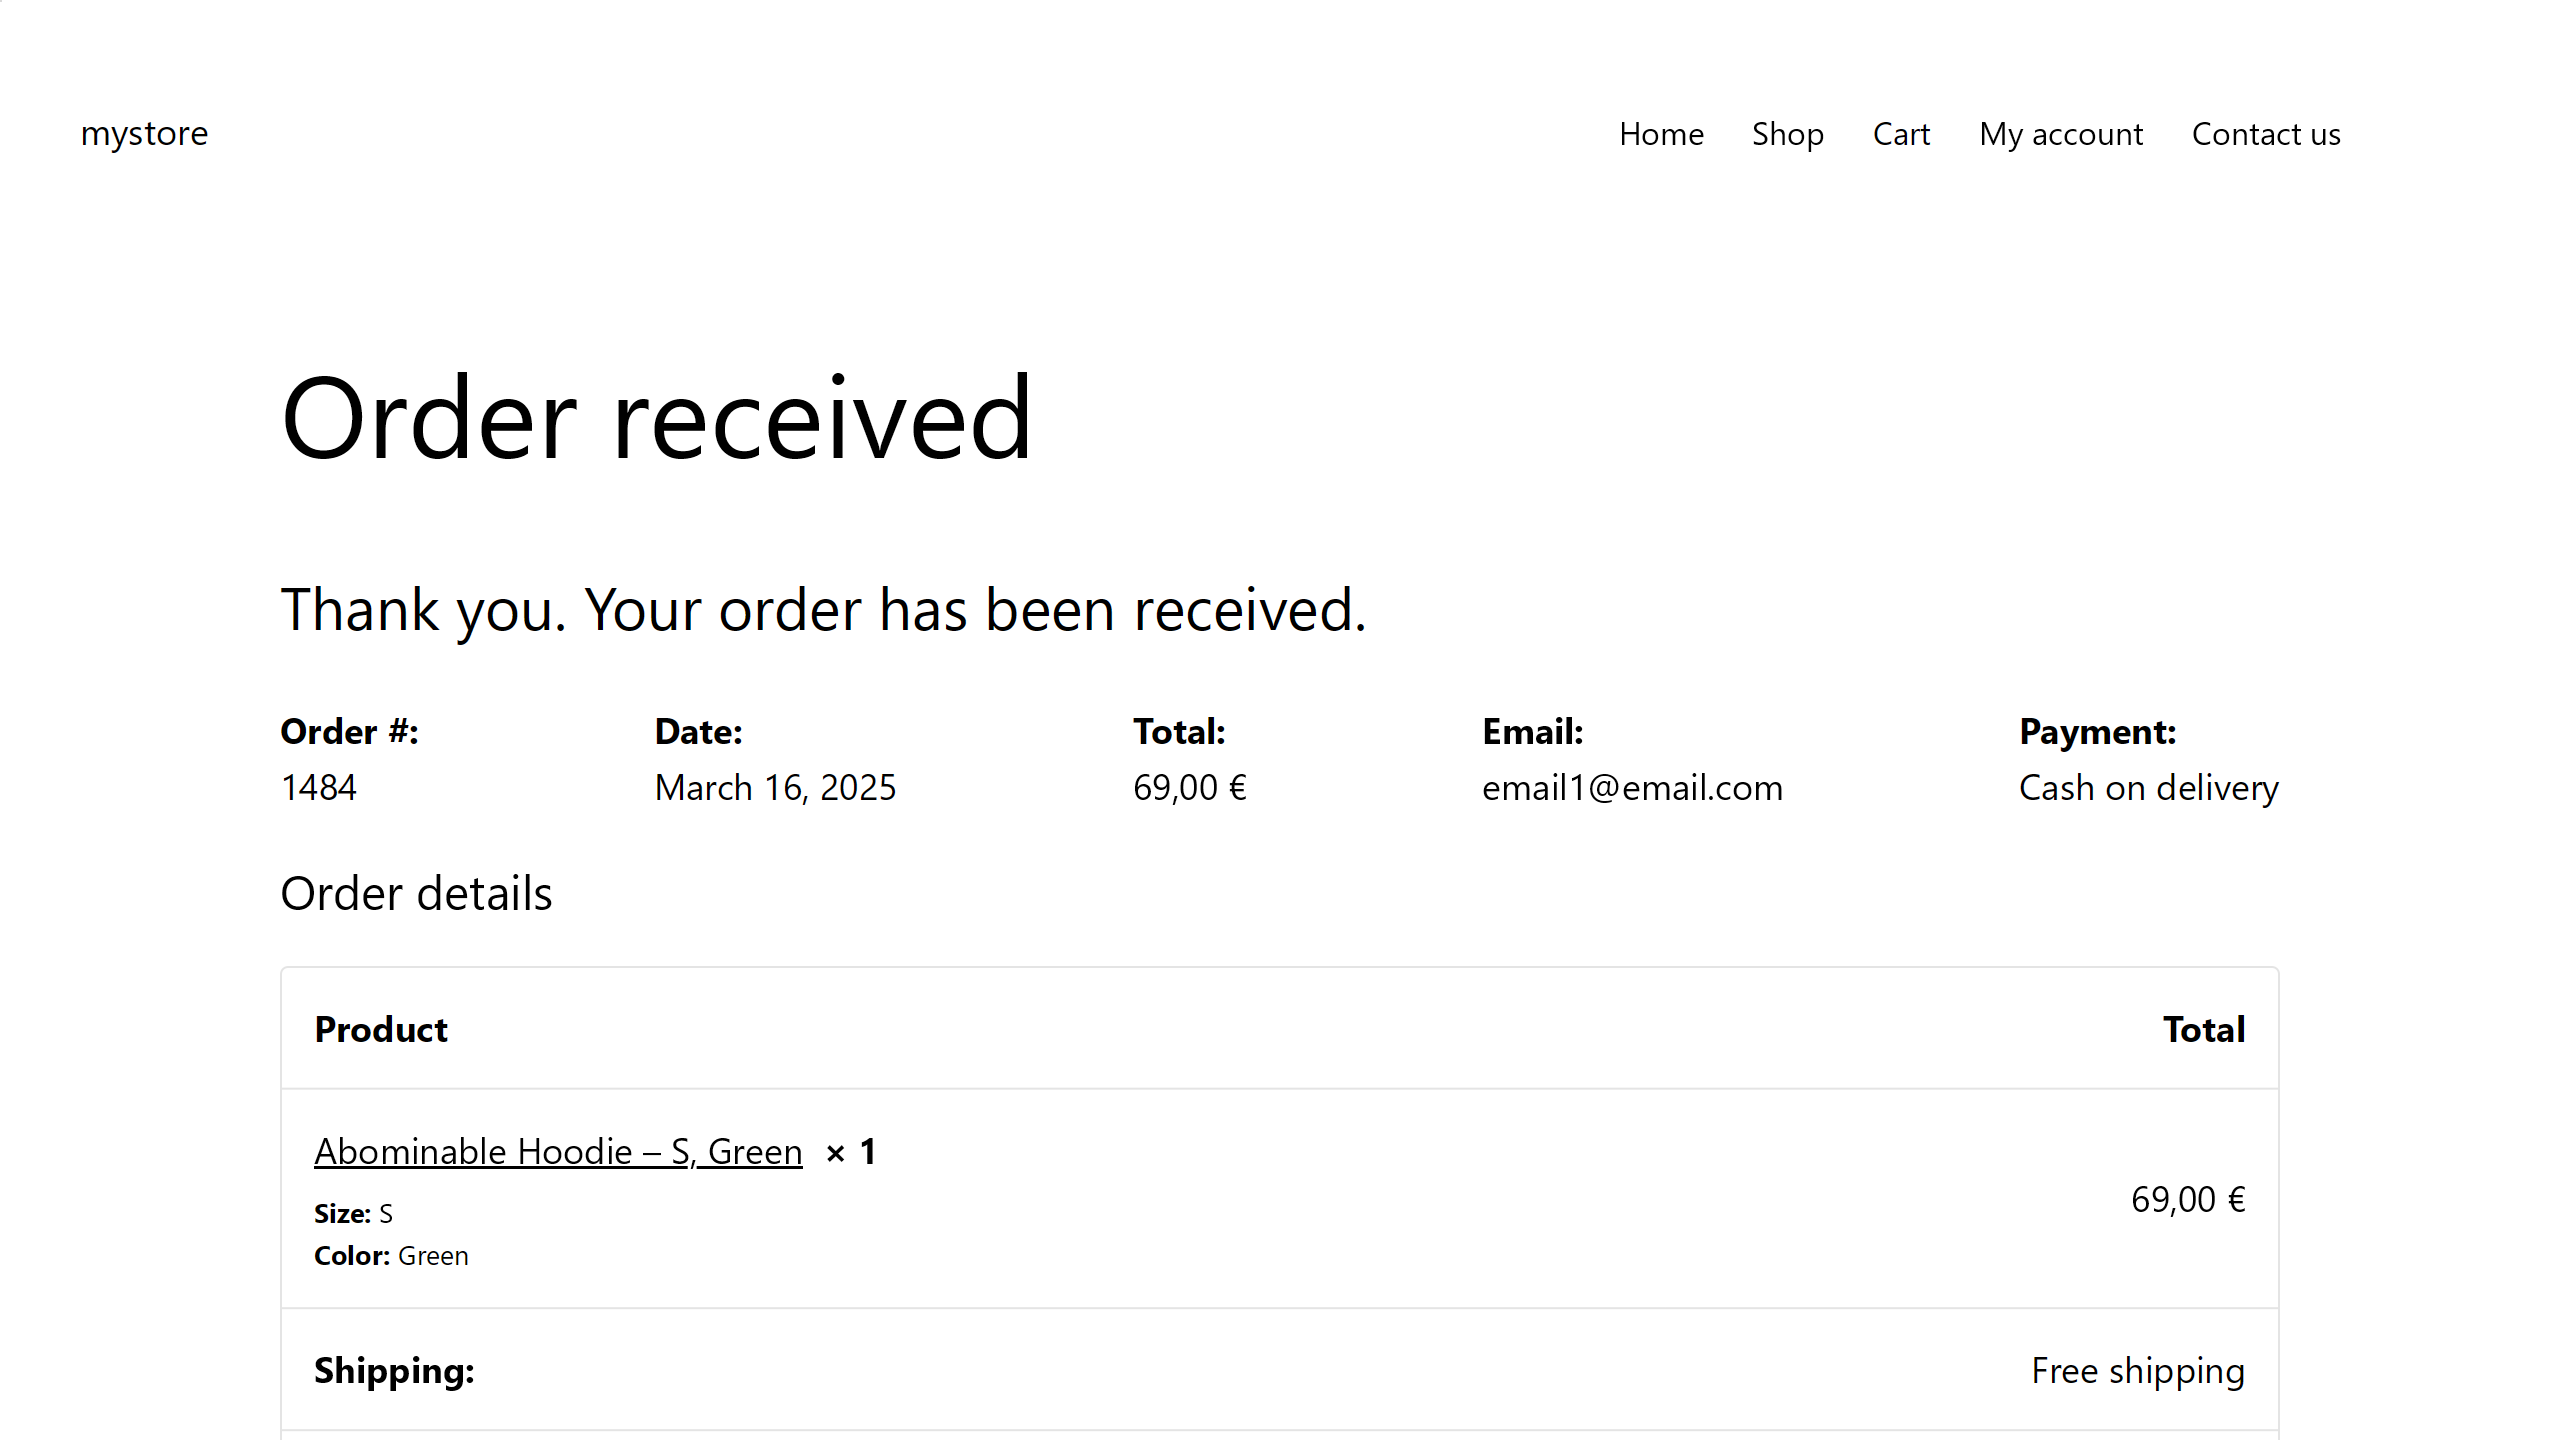 mystore
Home Shop Cart My account Contact us
Order received
Thank you. Your order has been received.
Order #: Date: Total: Email: Payment:
1484 March 16, 2025 69,00 € email1@email.com Cash on delivery
Order details
Product Total
Abominable Hoodie – S, Green × 1
69,00 €
Size: S
Color: Green
Shipping: Free shipping